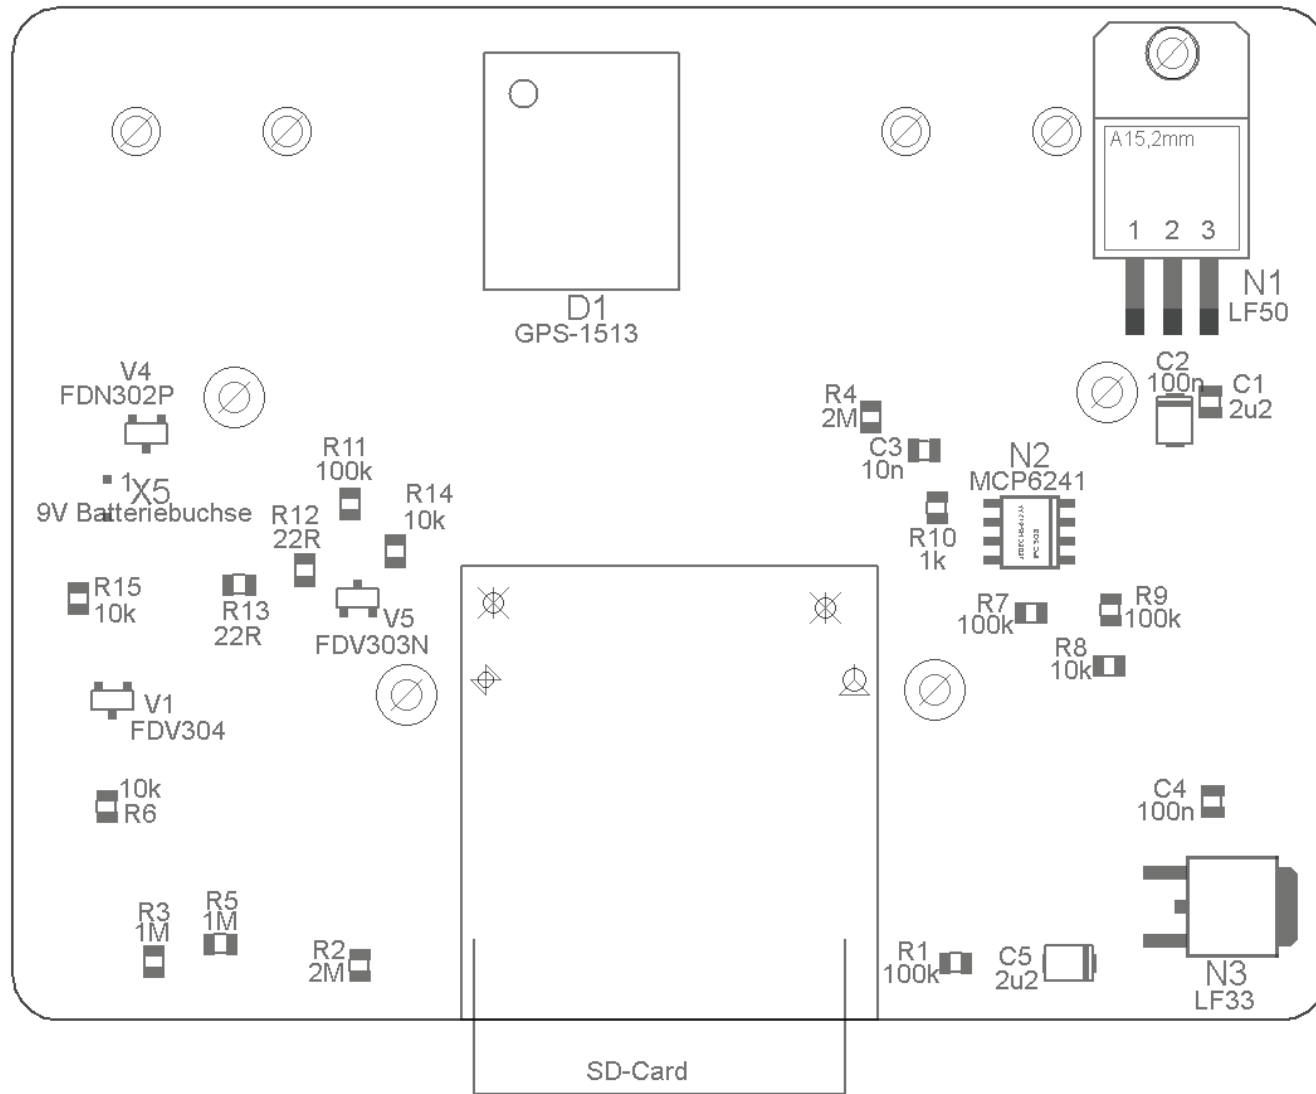 A15,2mm
1 2 3
N1
LF50
D1
GPS-1513
V4
FDN302P
C2
100n
C1
2u2
R4
2M
C3
10n
N2
MCP6241
R11
100k
1
X5
9V Batteriebuchse
R14
10k
R12
22R
R10
1k
R15
10k
R13
22R
V5
FDV303N
R7
100k
R9
100k
R8
10k
V1
FDV304
10k
R6
C4
100n
R3
1M
R5
1M
R2
2M
R1
100k
C5
2u2
N3
LF33
SD-Card